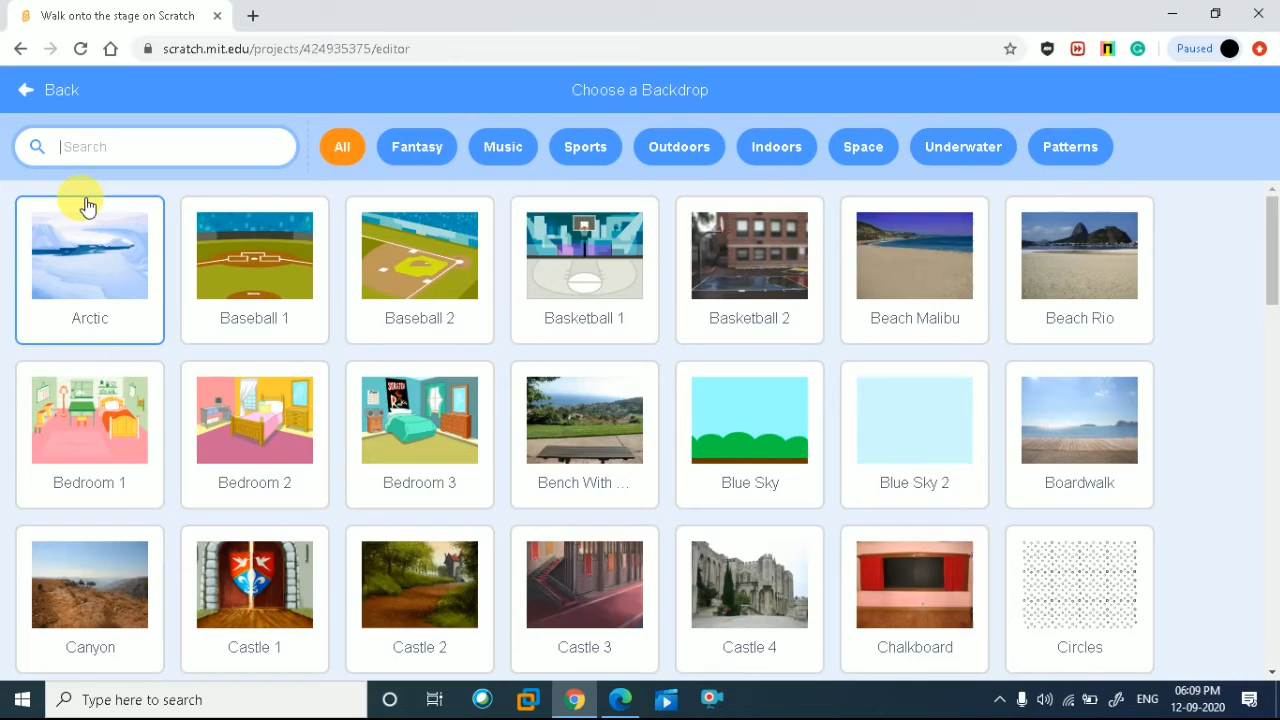 Walk onto the stage on Scratch
scratch.mit.edu/projects/424935375/editor
Paused
Back
Choose a Backdrop
Search
All
Fantasy
Music
Sports
Outdoors
Indoors
Space
Underwater
Patterns
Arctic
Baseball 1
Baseball 2
Basketball 1
Basketball 2
Beach Malibu
Beach Rio
Bedroom 1
Bedroom 2
Bedroom 3
Bench With ...
Blue Sky
Blue Sky 2
Boardwalk
Canyon
Castle 1
Castle 2
Castle 3
Castle 4
Chalkboard
Circles
Type here to search
ENG
06:09 PM
12-09-2020